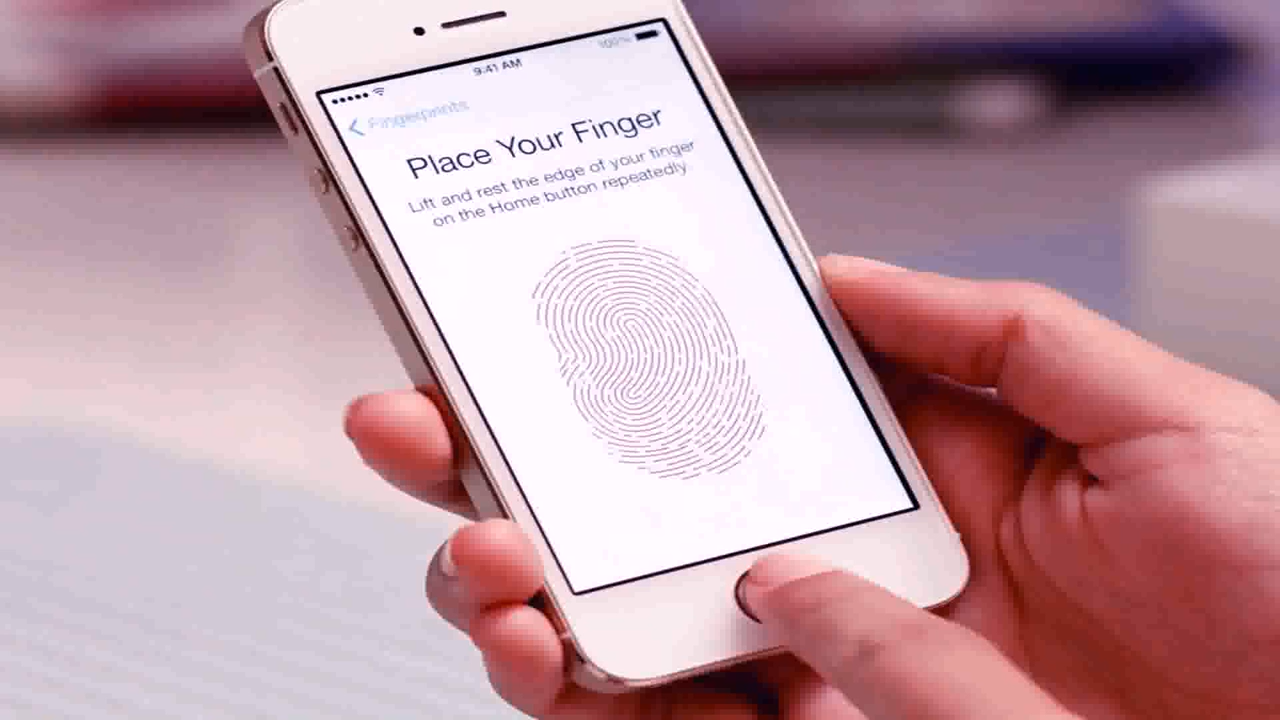 9:41 AM
100%
Fingerprints
Place Your Finger
Lift and rest the edge of your finger
on the Home button repeatedly.